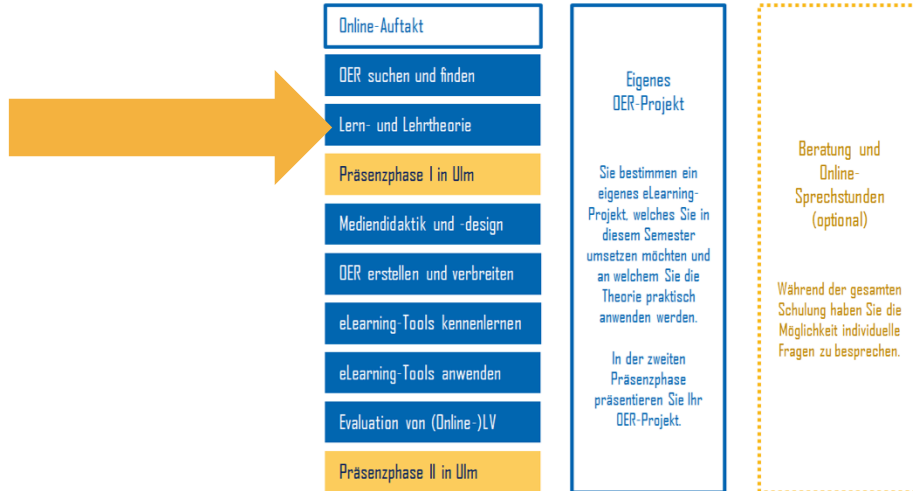 Online-Auftakt
OER suchen und finden
Lern- und Lehrtheorie
Präsenzphase I in Ulm
Mediendidaktik und -design
OER erstellen und verbreiten
eLearning-Tools kennenlernen
eLearning-Tools anwenden
Evaluation von (Online-)LV
Präsenzphase II in Ulm
Eigenes
OER-Projekt
Sie bestimmen ein
eigenes eLearning-
Projekt, welches Sie in
diesem Semester
umsetzen möchten und
an welchem Sie die
Theorie praktisch
anwenden werden.
In der zweiten
Präsenzphase
präsentieren Sie Ihr
OER-Projekt.
Beratung und
Online-
Sprechstunden
(optional)
Während der gesamten
Schulung haben Sie die
Möglichkeit individuelle
Fragen zu besprechen.